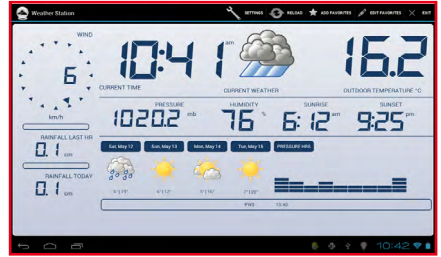 Weather Station SETTINGS RELOAD ADD FAVORITES EDIT FAVORITES EXIT
WIND
6
km/h
10:41 am
CURRENT TIME
CURRENT WEATHER
16.2
OUTDOOR TEMPERATURE °C
RAINFALL LAST HR
0.1 cm
RAINFALL TODAY
0.1 cm
PRESSURE
1020.2 mb
HUMIDITY
76 %
SUNRISE
6:12 am
SUNSET
9:25 pm
Sat, May 12 Sun, May 13 Mon, May 14 Tue, May 15 PRESSURE HRS
PWS 10:40
10:42